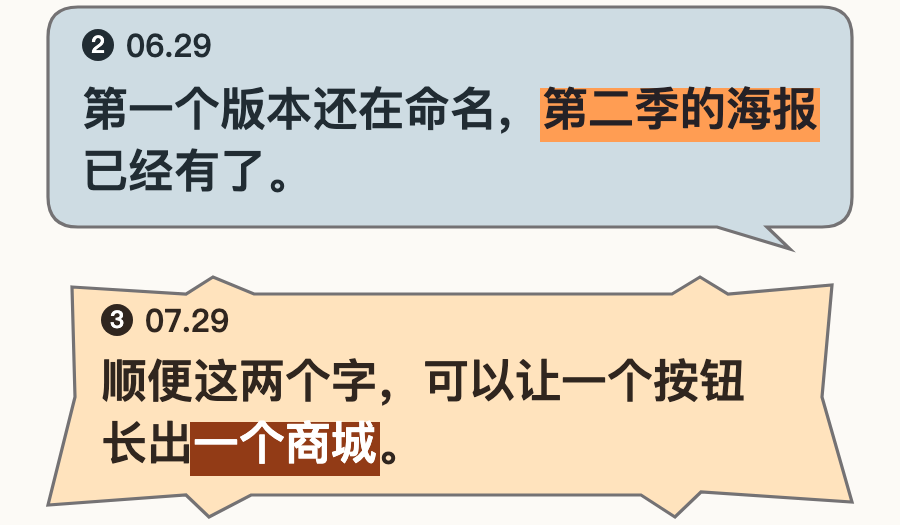 ❷ 06.29
第一个版本还在命名，第二季的海报
已经有了。
❸ 07.29
顺便这两个字，可以让一个按钮
长出一个商城。